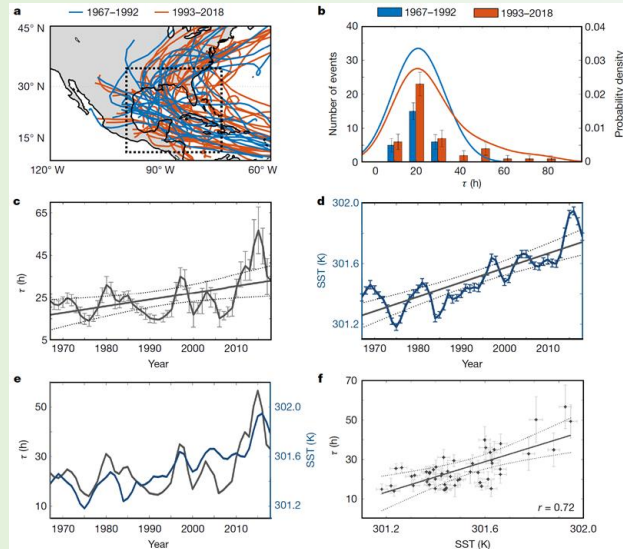 a
1967–1992
1993–2018
45° N
30° N
15° N
120° W
90° W
60° W
b
1967–1992
1993–2018
Number of events
40
30
20
10
0
0.04
0.03
0.02
0.01
0
Probability density
0
20
40
60
80
τ (h)
c
65
45
25
5
τ (h)
1970
1980
1990
2000
2010
Year
d
302.0
301.6
301.2
SST (K)
1970
1980
1990
2000
2010
Year
e
50
30
10
τ (h)
302.0
301.6
301.2
SST (K)
1970
1980
1990
2000
2010
Year
f
70
50
30
10
τ (h)
r = 0.72
301.2
301.6
302.0
SST (K)